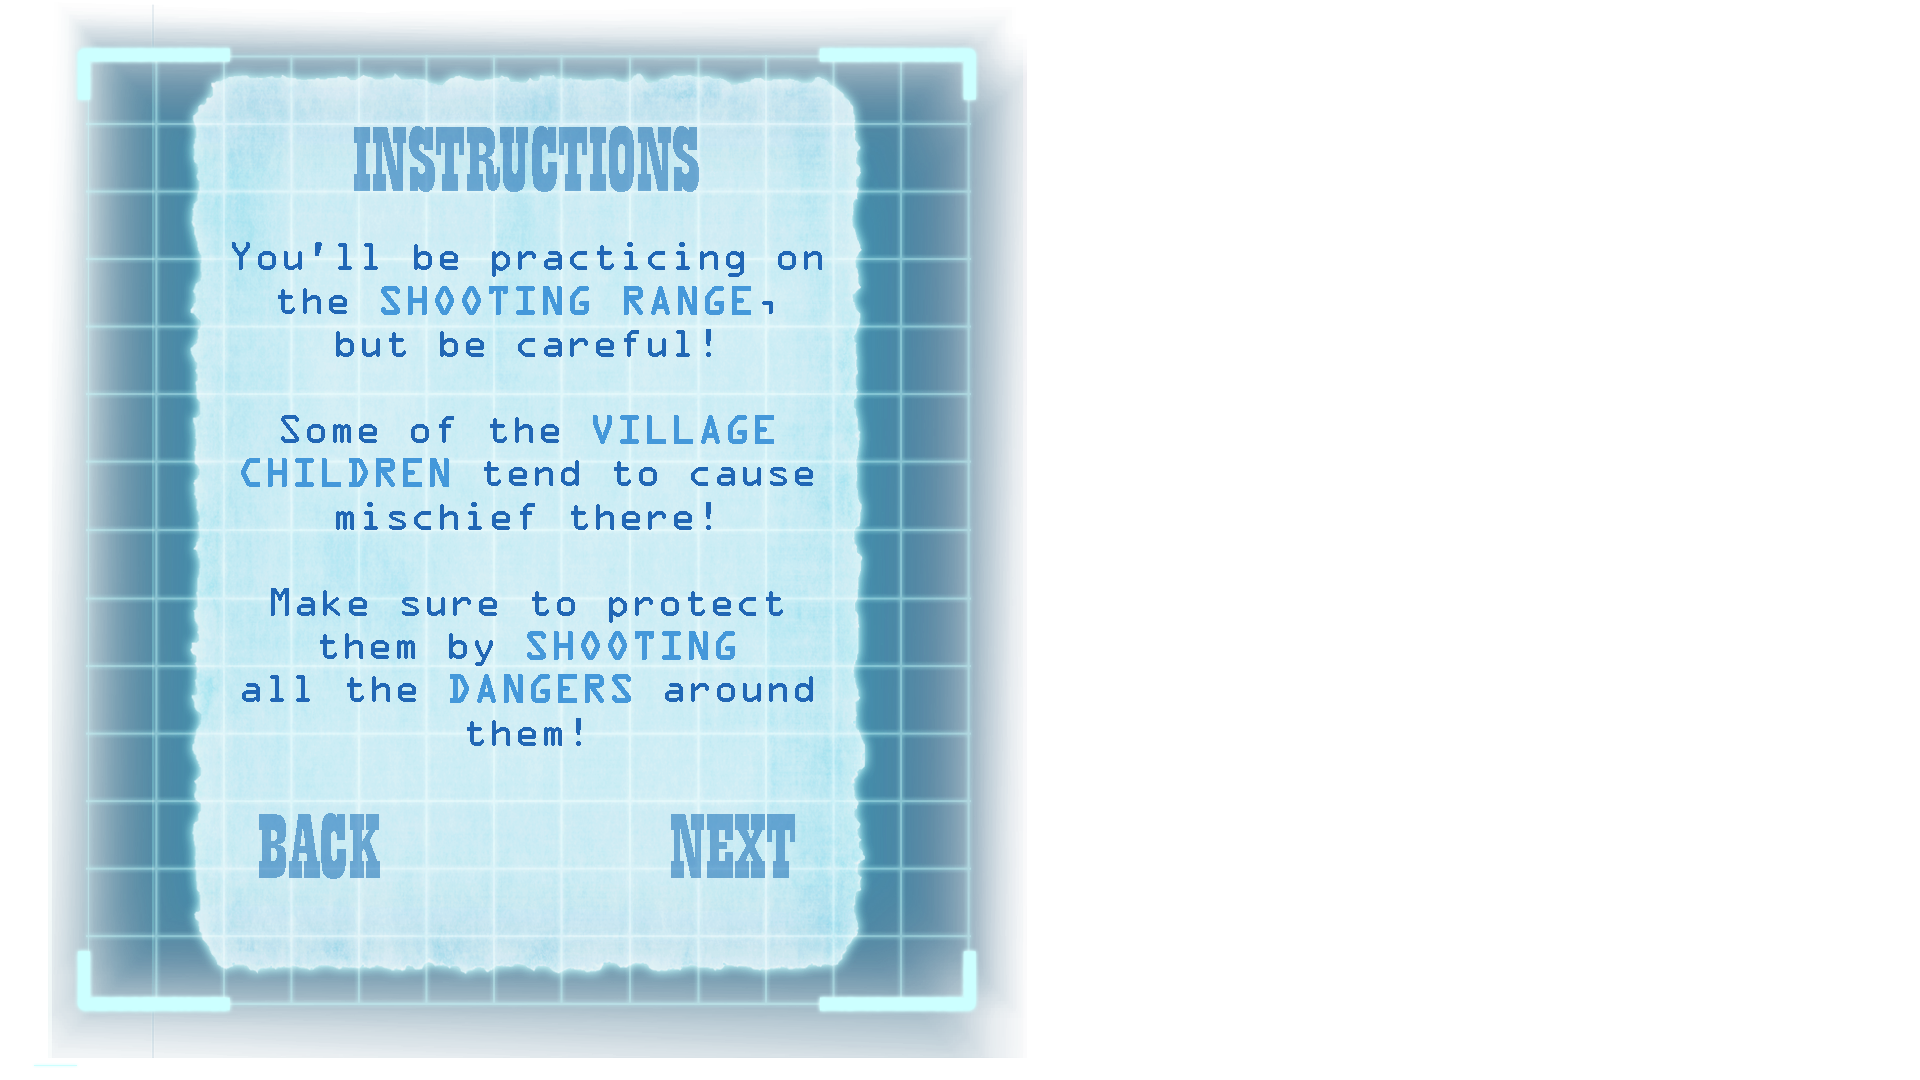 INSTRUCTIONS
You'll be practicing on
the SHOOTING RANGE,
but be careful!
Some of the VILLAGE
CHILDREN tend to cause
mischief there!
Make sure to protect
them by SHOOTING
all the DANGERS around
them!
BACK NEXT